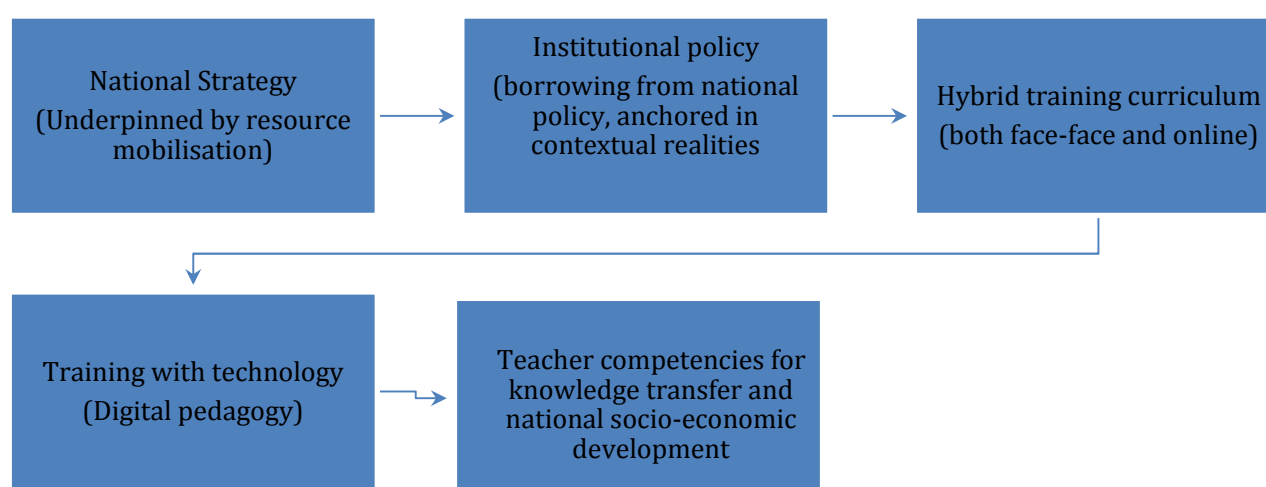 National Strategy
(Underpinned by resource
mobilisation)
Institutional policy
(borrowing from national
policy, anchored in
contextual realities
Hybrid training curriculum
(both face-face and online)
Training with technology
(Digital pedagogy)
Teacher competencies for
knowledge transfer and
national socio-economic
development